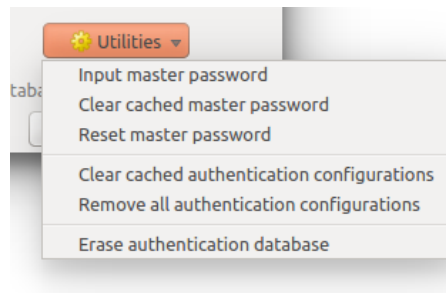 Utilities
Input master password
Clear cached master password
Reset master password
Clear cached authentication configurations
Remove all authentication configurations
Erase authentication database